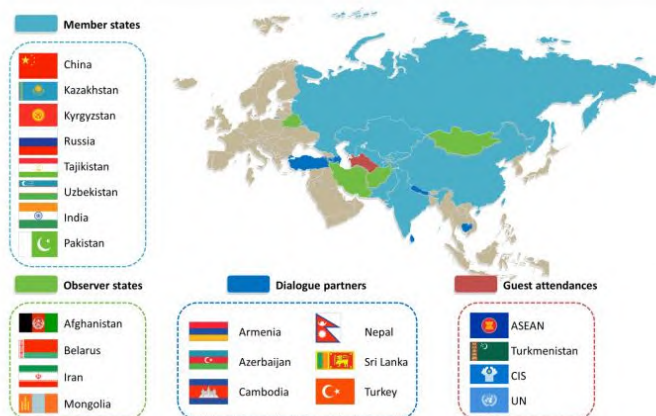 Member states
China
Kazakhstan
Kyrgyzstan
Russia
Tajikistan
Uzbekistan
India
Pakistan
Observer states
Afghanistan
Belarus
Iran
Mongolia
Dialogue partners
Armenia
Azerbaijan
Cambodia
Nepal
Sri Lanka
Turkey
Guest attendances
ASEAN
Turkmenistan
CIS
UN